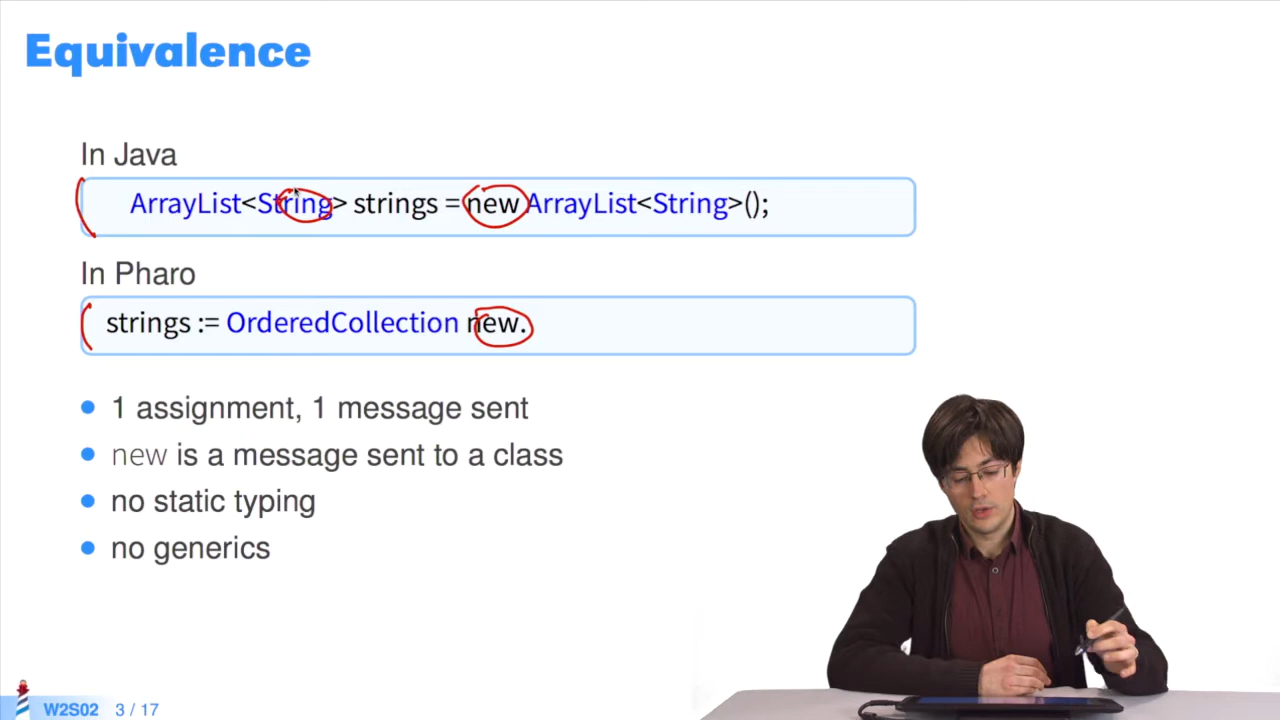 Equivalence
In Java
ArrayList<String> strings = new ArrayList<String>();
In Pharo
strings := OrderedCollection new.
1 assignment, 1 message sent
new is a message sent to a class
no static typing
no generics
W2S02 3 / 17